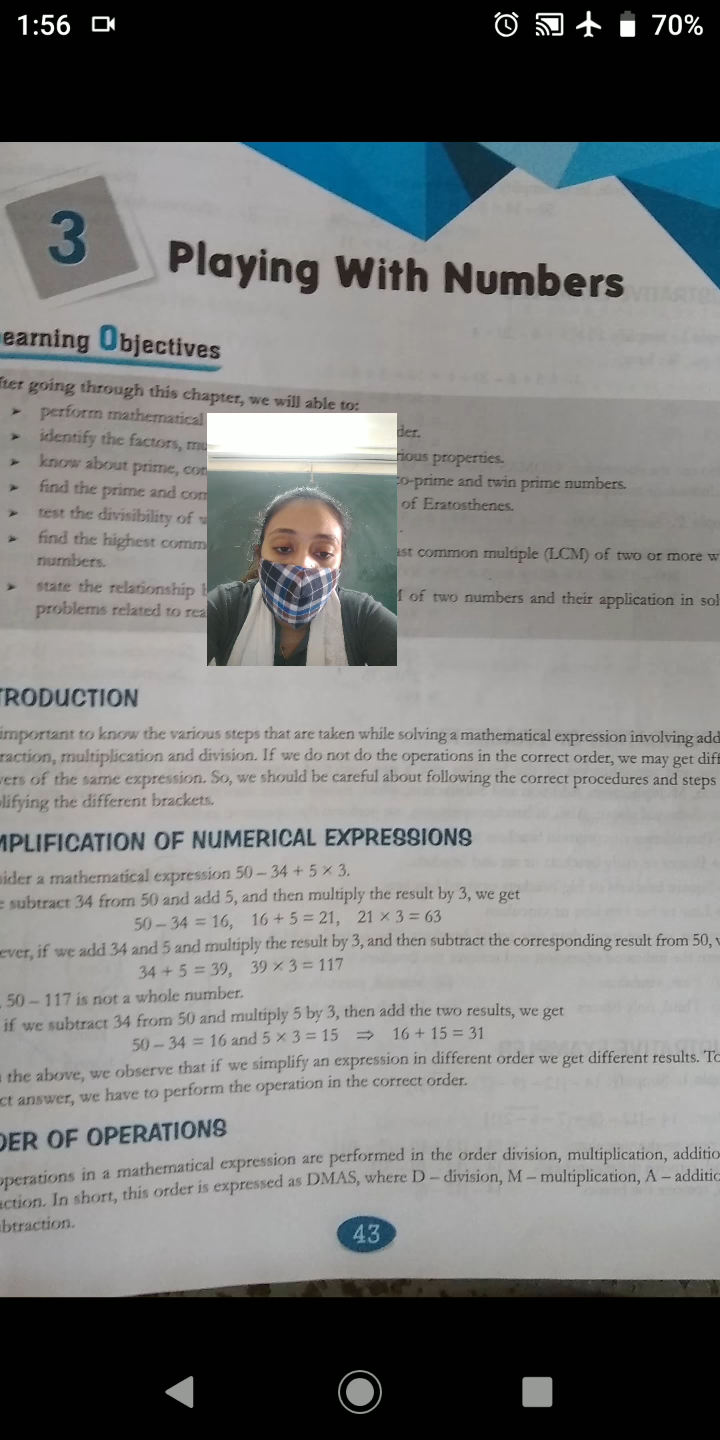 1:56
70%
3
Playing With Numbers
earning Objectives
fter going through this chapter, we will able to:
➤ perform mathematical der.
➤ identify the factors, mu rious properties.
➤ know about prime, com co-prime and twin prime numbers.
➤ find the prime and com of Eratosthenes.
➤ test the divisibility of w
➤ find the highest comm ast common multiple (LCM) of two or more w
numbers.
➤ state the relationship of two numbers and their application in sol
problems related to rea
TRODUCTION
important to know the various steps that are taken while solving a mathematical expression involving add
raction, multiplication and division. If we do not do the operations in the correct order, we may get diff
vers of the same expression. So, we should be careful about following the correct procedures and steps
lifying the different brackets.
MPLIFICATION OF NUMERICAL EXPRESSIONS
ider a mathematical expression 50 – 34 + 5 × 3.
e subtract 34 from 50 and add 5, and then multiply the result by 3, we get
50 – 34 = 16, 16 + 5 = 21, 21 × 3 = 63
ever, if we add 34 and 5 and multiply the result by 3, and then subtract the corresponding result from 50, w
34 + 5 = 39, 39 × 3 = 117
50 – 117 is not a whole number.
if we subtract 34 from 50 and multiply 5 by 3, then add the two results, we get
50 – 34 = 16 and 5 × 3 = 15 ⇒ 16 + 15 = 31
the above, we observe that if we simplify an expression in different order we get different results. To
ct answer, we have to perform the operation in the correct order.
DER OF OPERATIONS
operations in a mathematical expression are performed in the order division, multiplication, additio
action. In short, this order is expressed as DMAS, where D – division, M – multiplication, A – additio
btraction.
43